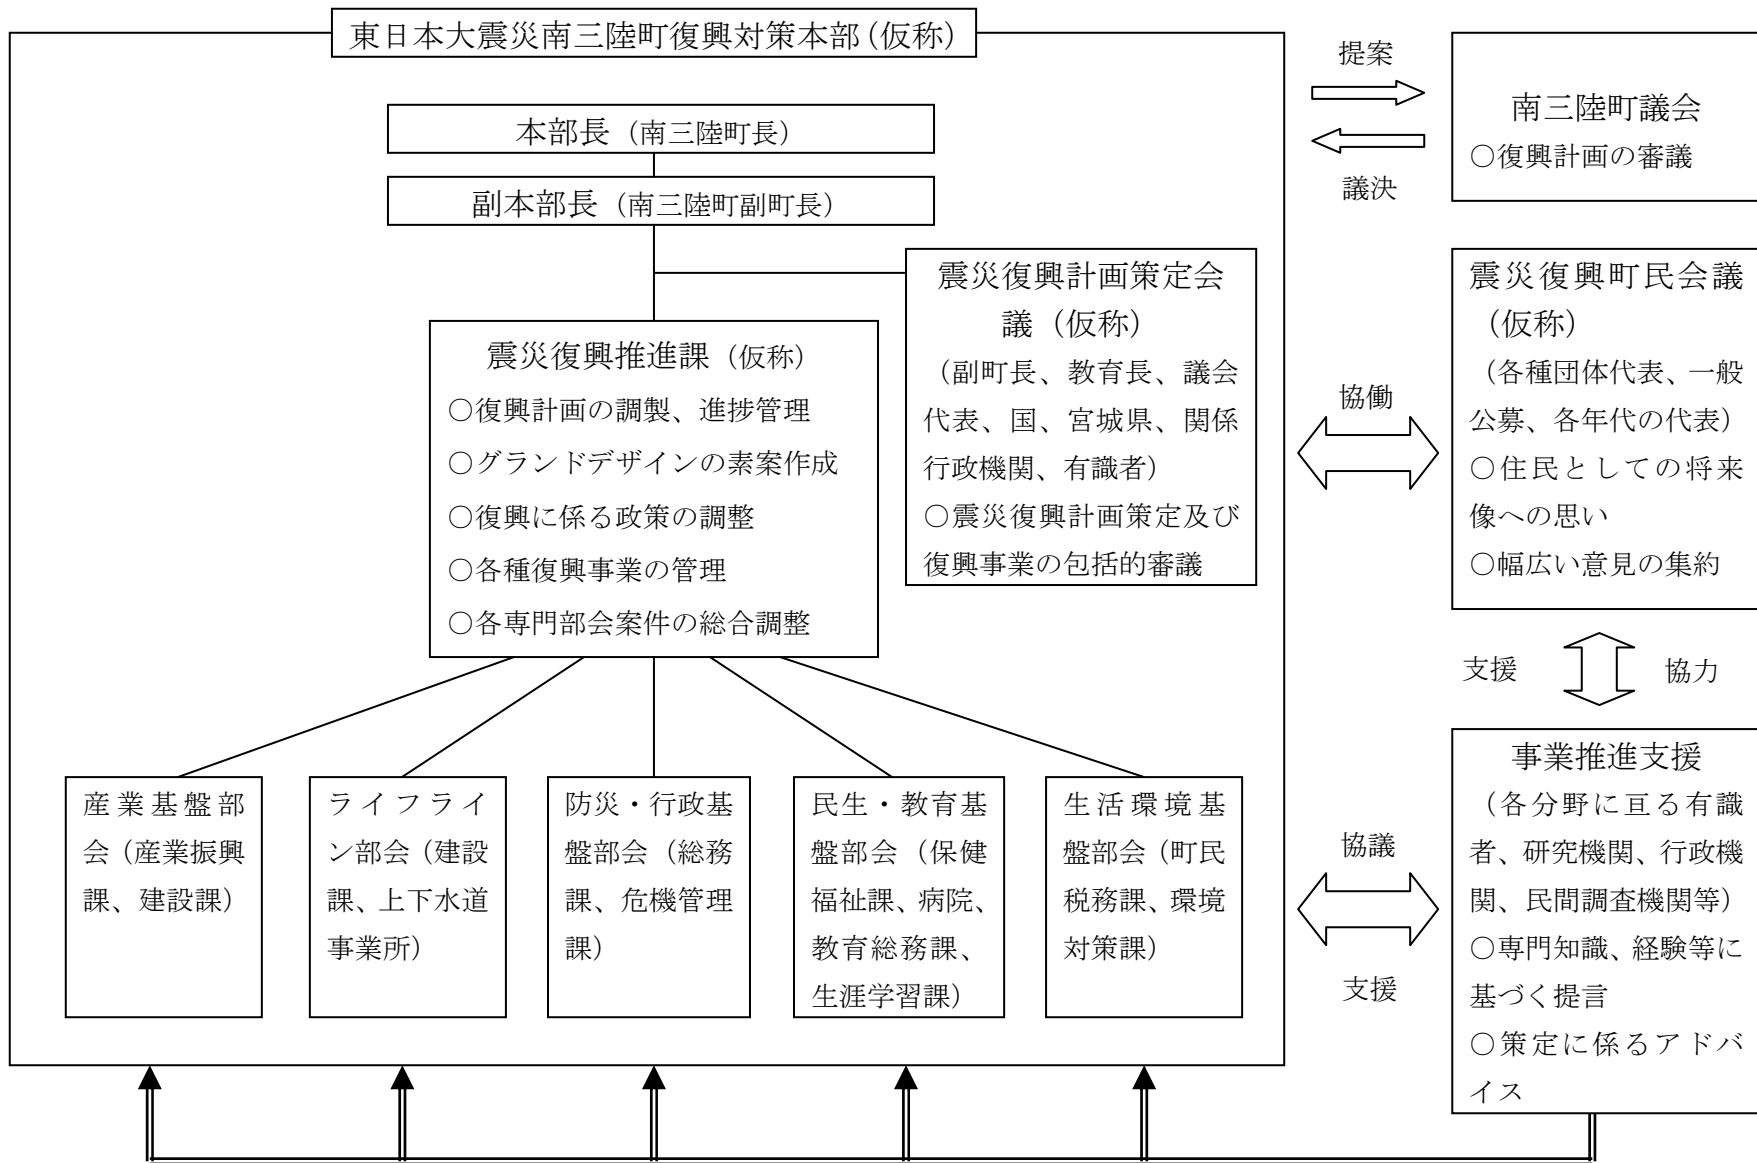 東日本大震災南三陸町復興対策本部(仮称)
本部長（南三陸町長）
副本部長（南三陸町副町長）
震災復興計画策定会
議（仮称）
（副町長、教育長、議会
代表、国、宮城県、関係
行政機関、有識者）
○震災復興計画策定及び
復興事業の包括的審議
震災復興推進課（仮称）
○復興計画の調製、進捗管理
○グランドデザインの素案作成
○復興に係る政策の調整
○各種復興事業の管理
○各専門部会案件の総合調整
産業基盤部
会（産業振興
課、建設課）
ライフライ
ン部会（建設
課、上下水道
事業所）
防災・行政基
盤部会（総務
課、危機管理
課）
民生・教育基
盤部会（保健
福祉課、病院、
教育総務課、
生涯学習課）
生活環境基
盤部会（町民
税務課、環境
対策課）
提案
議決
南三陸町議会
○復興計画の審議
協働
震災復興町民会議
（仮称）
（各種団体代表、一般
公募、各年代の代表）
○住民としての将来
像への思い
○幅広い意見の集約
支援
協力
協議
支援
事業推進支援
（各分野に亘る有識
者、研究機関、行政機
関、民間調査機関等）
○専門知識、経験等に
基づく提言
○策定に係るアドバ
イス